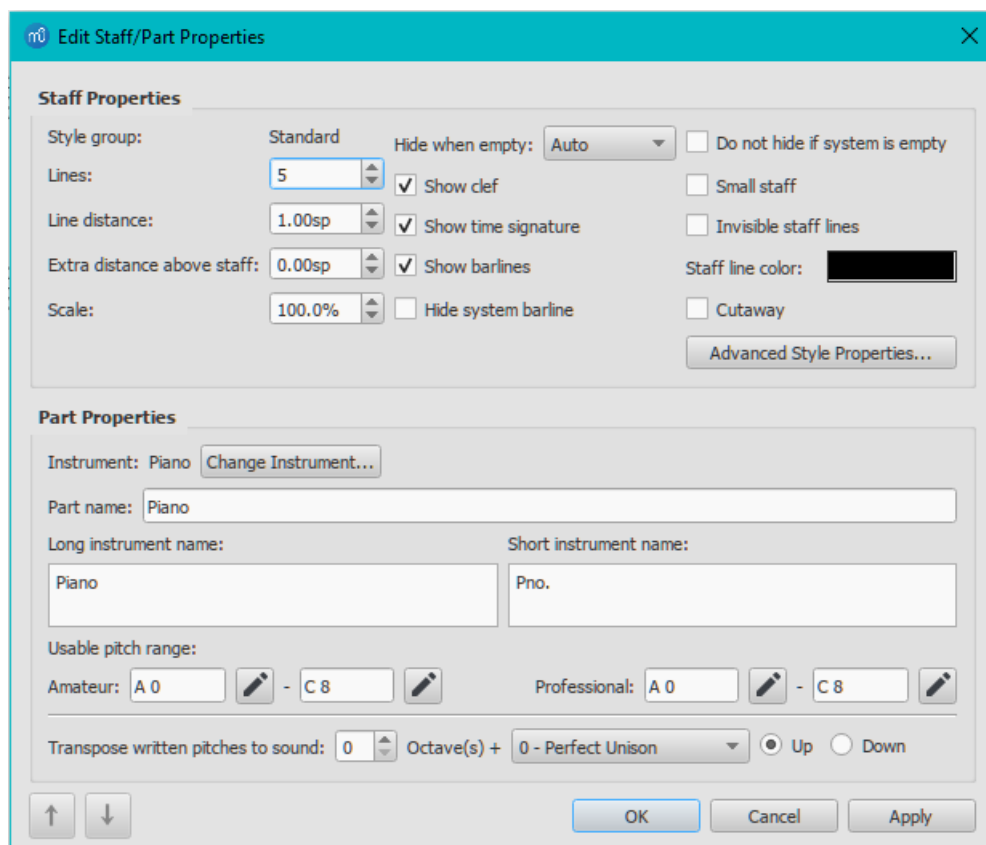 Edit Staff/Part Properties
Staff Properties
Style group: Standard
Lines: 5
Line distance: 1.00sp
Extra distance above staff: 0.00sp
Scale: 100.0%
Hide when empty: Auto
Show clef
Show time signature
Show barlines
Hide system barline
Do not hide if system is empty
Small staff
Invisible staff lines
Staff line color:
Cutaway
Advanced Style Properties...
Part Properties
Instrument: Piano Change Instrument...
Part name: Piano
Long instrument name:
Piano
Short instrument name:
Pno.
Usable pitch range:
Amateur: A 0 - C 8 Professional: A 0 - C 8
Transpose written pitches to sound: 0 Octave(s) + 0 - Perfect Unison Up Down
OK Cancel Apply